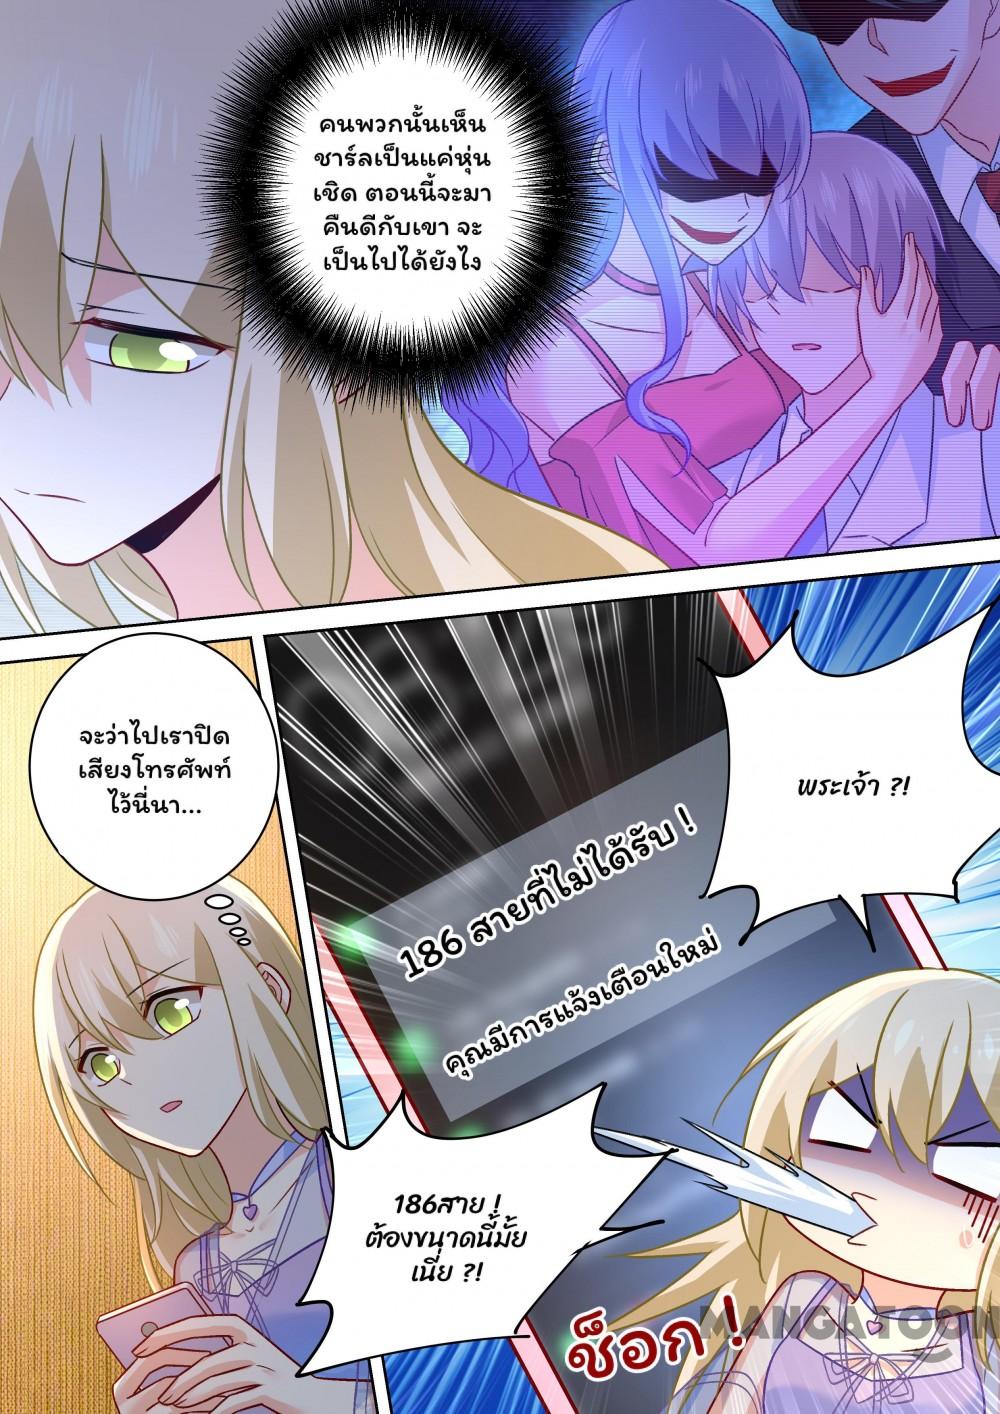 คนพวกนั้นเห็น
ชาร์ลเป็นแค่หุ่น
เชิด ตอนนี้จะมา
คืนดีกับเขา จะ
เป็นไปได้ยังไง
จะว่าไปเราปิด
เสียงโทรศัพท์
ไว้นี่นา...
พระเจ้า ?!
186 สายที่ไม่ได้รับ !
คุณมีการแจ้งเตือนใหม่
186สาย !
ต้องขนาดนี้มั้ย
เนี่ย ?!
ช็อก !
MANGATOON